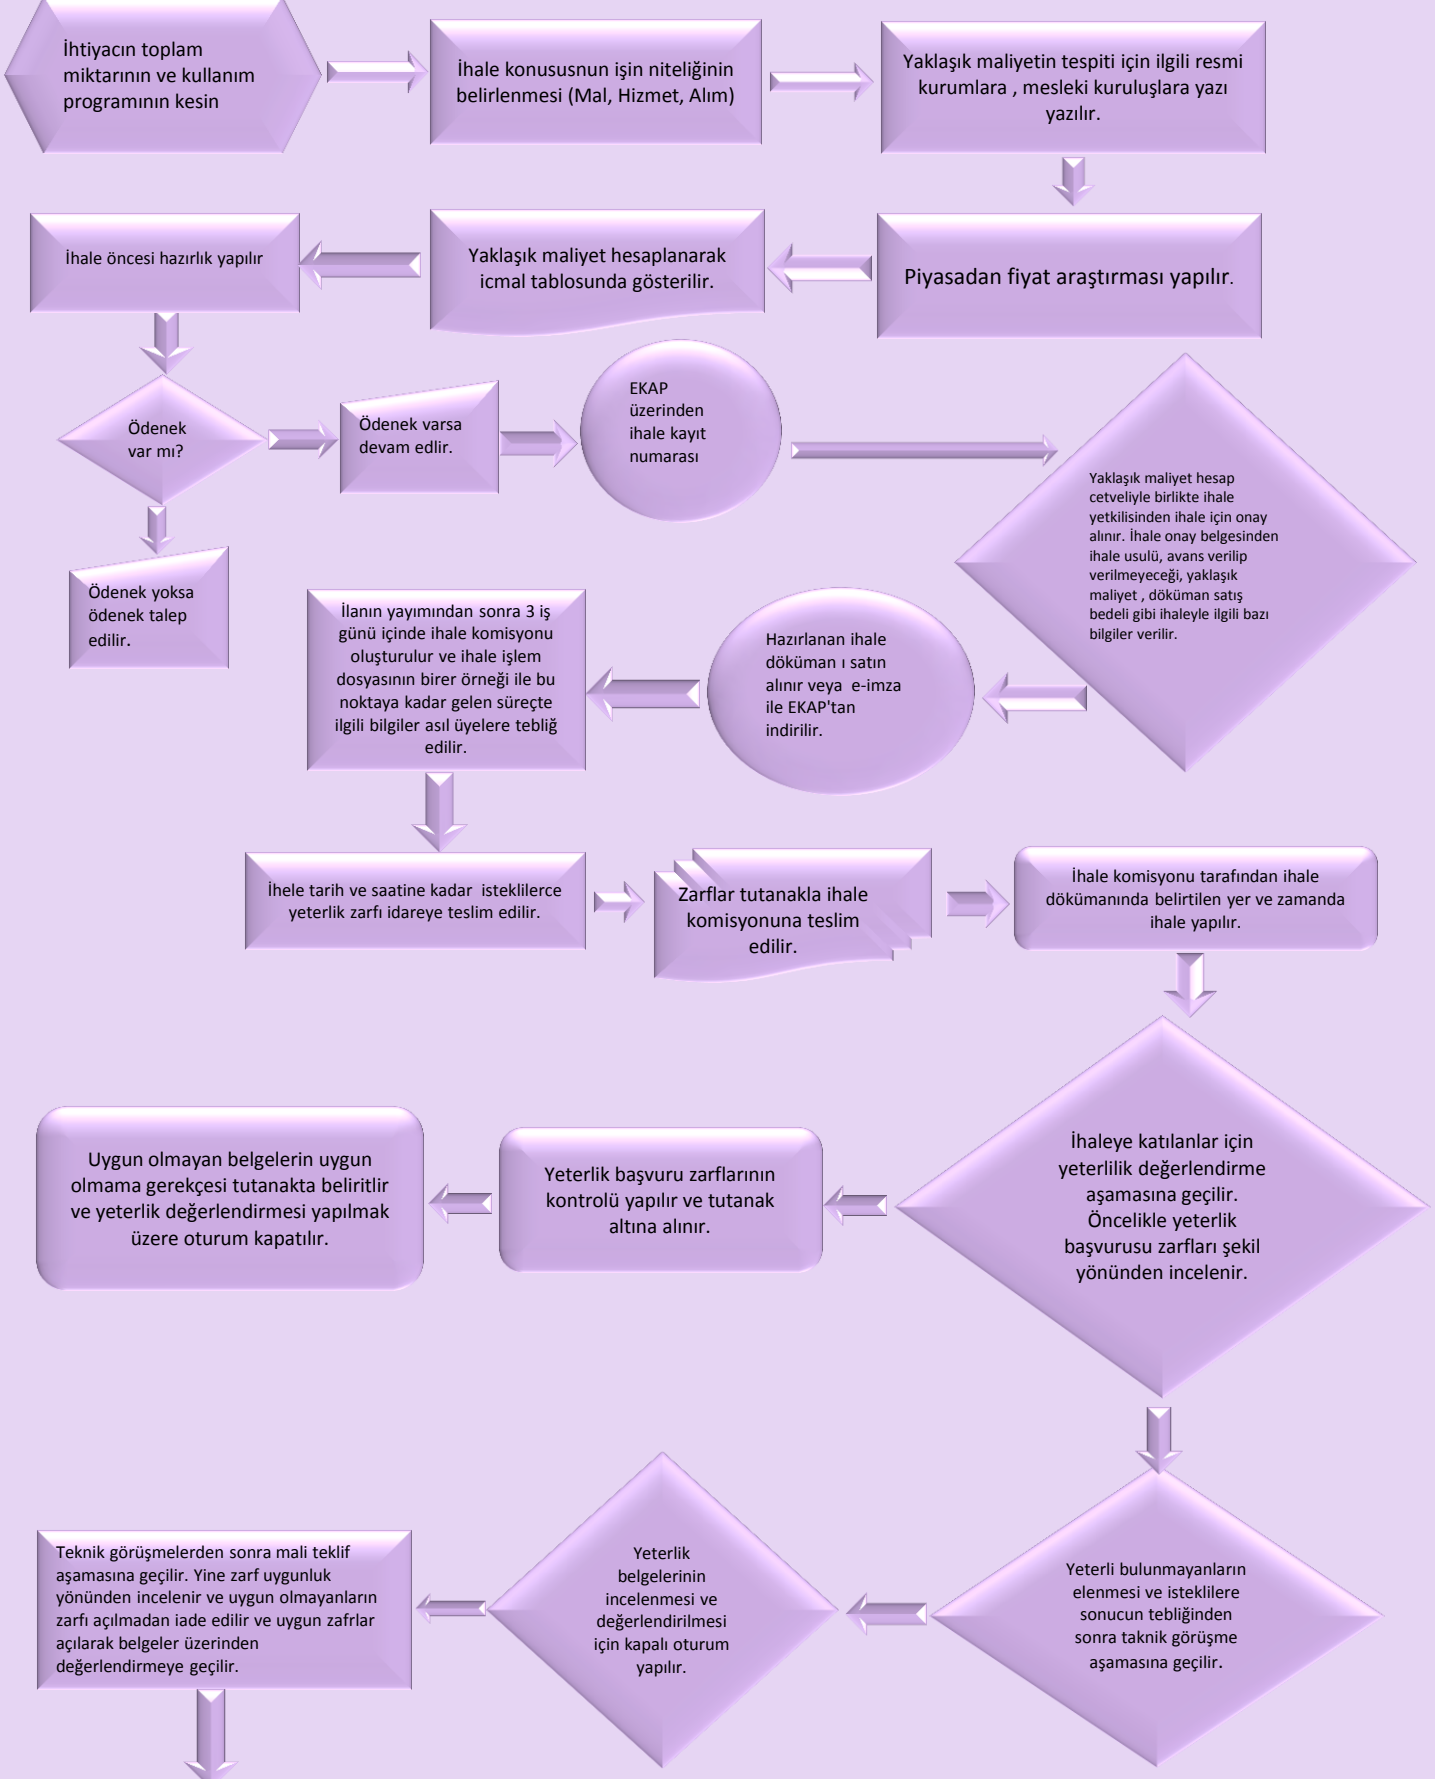 İhtiyacın toplam
miktarının ve kullanım
programının kesin
İhale konususnun işin niteliğinin
belirlenmesi (Mal, Hizmet, Alım)
Yaklaşık maliyetin tespiti için ilgili resmi
kurumlara , mesleki kuruluşlara yazı
yazılır.
Piyasadan fiyat araştırması yapılır.
Yaklaşık maliyet hesaplanarak
icmal tablosunda gösterilir.
İhale öncesi hazırlık yapılır
Ödenek
var mı?
Ödenek varsa
devam edlir.
EKAP
üzerinden
ihale kayıt
numarası
Yaklaşık maliyet hesap
cetveliyle birlikte ihale
yetkilisinden ihale için onay
alınır. İhale onay belgesinden
ihale usulü, avans verilip
verilmeyeceği, yaklaşık
maliyet , döküman satış
bedeli gibi ihaleyle ilgili bazı
bilgiler verilir.
Ödenek yoksa
ödenek talep
edilir.
Hazırlanan ihale
döküman ı satın
alınır veya  e-imza
ile EKAP'tan
indirilir.
İlanın yayımından sonra 3 iş
günü içinde ihale komisyonu
oluşturulur ve ihale işlem
dosyasının birer örneği ile bu
noktaya kadar gelen süreçte
ilgili bilgiler asıl üyelere tebliğ
edilir.
İhele tarih ve saatine kadar  isteklilerce
yeterlik zarfı idareye teslim edilir.
Zarflar tutanakla ihale
komisyonuna teslim
edilir.
İhale komisyonu tarafından ihale
dökümanında belirtilen yer ve zamanda
ihale yapılır.
İhaleye katılanlar için
yeterlilik değerlendirme
aşamasına geçilir.
Öncelikle yeterlik
başvurusu zarfları şekil
yönünden incelenir.
Yeterlik başvuru zarflarının
kontrolü yapılır ve tutanak
altına alınır.
Uygun olmayan belgelerin uygun
olmama gerekçesi tutanakta beliritlir
ve yeterlik değerlendirmesi yapılmak
üzere oturum kapatılır.
Yeterli bulunmayanların
elenmesi ve isteklilere
sonucun tebliğinden
sonra taknik görüşme
aşamasına geçilir.
Yeterlik
belgelerinin
incelenmesi ve
değerlendirilmesi
için kapalı oturum
yapılır.
Teknik görüşmelerden sonra mali teklif
aşamasına geçilir. Yine zarf uygunluk
yönünden incelenir ve uygun olmayanların
zarfı açılmadan iade edilir ve uygun zafrlar
açılarak belgeler üzerinden
değerlendirmeye geçilir.